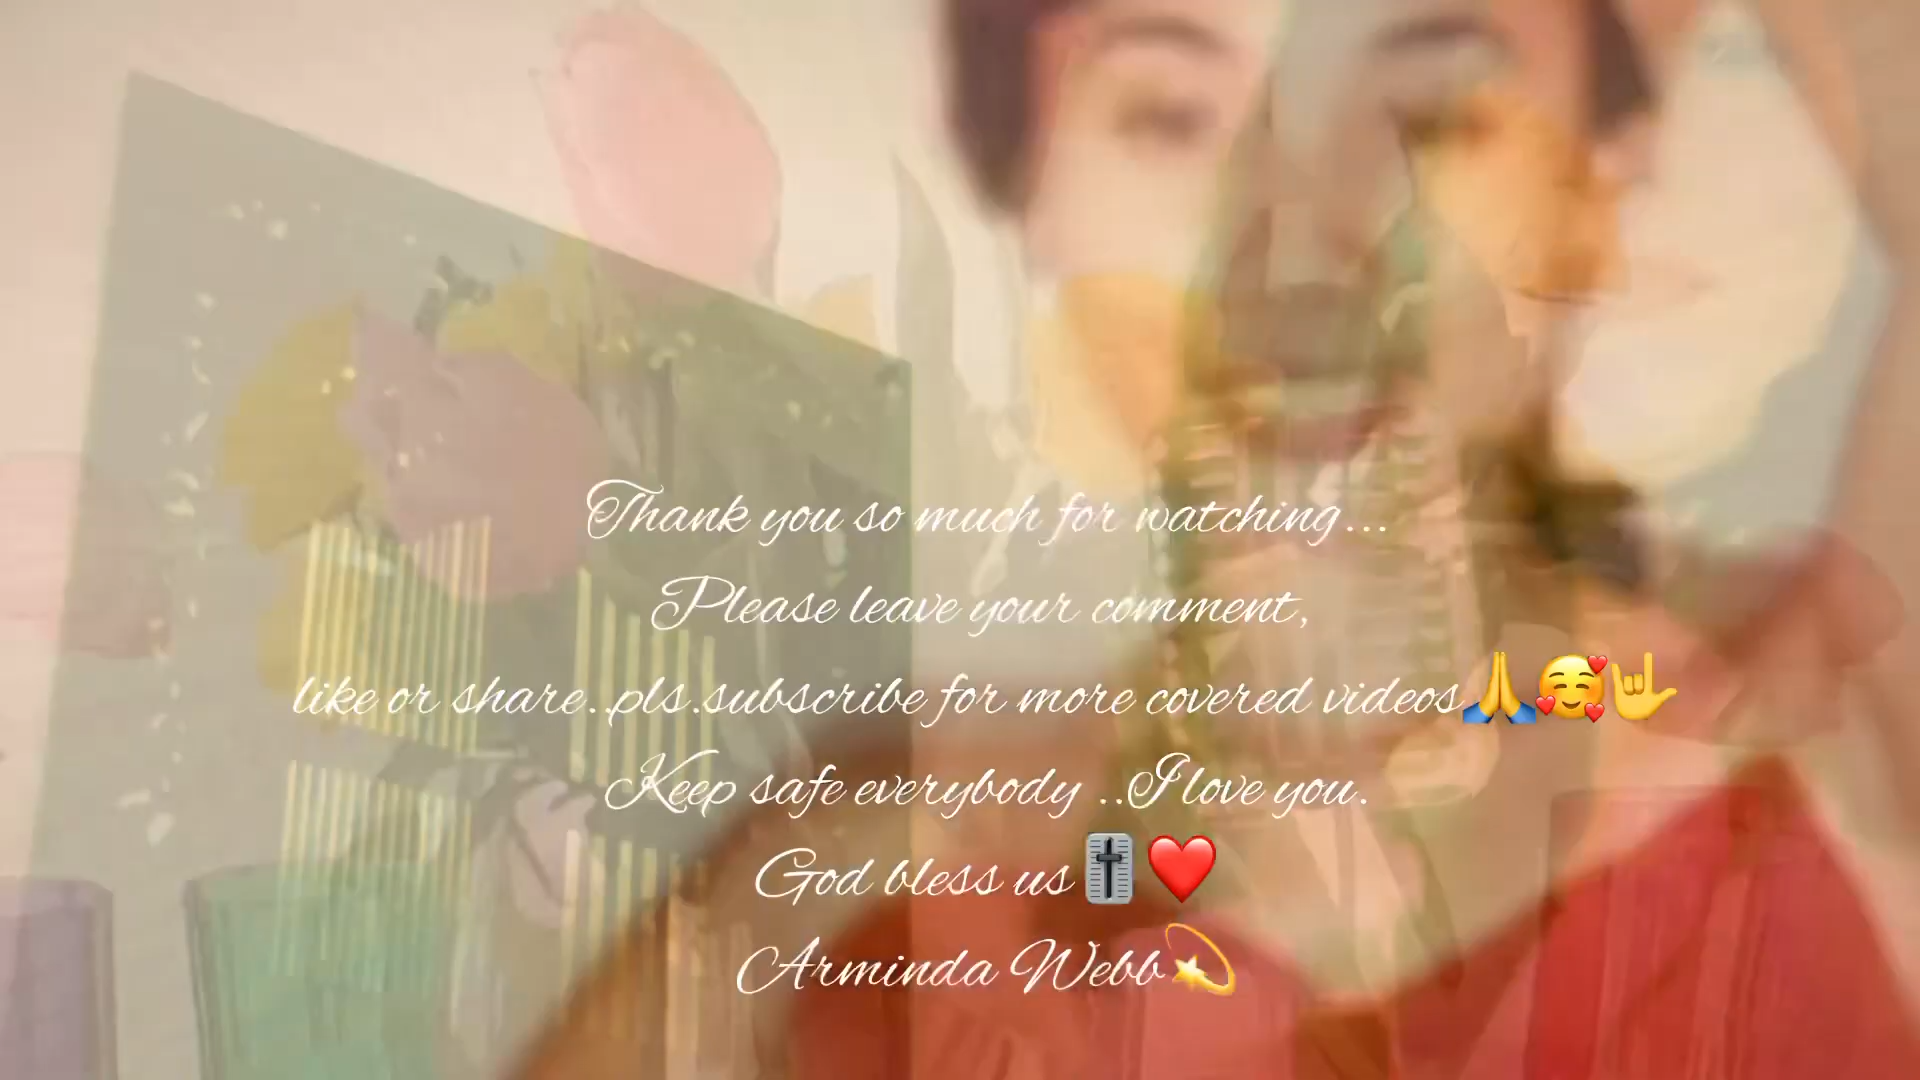 Thank you so much for watching...
Please leave your comment,
like or share..pls.subscribe for more covered videos🙏🥰🤟
Keep safe everybody ..I love you.
God bless us🎚❤️
Arminda Webb💫